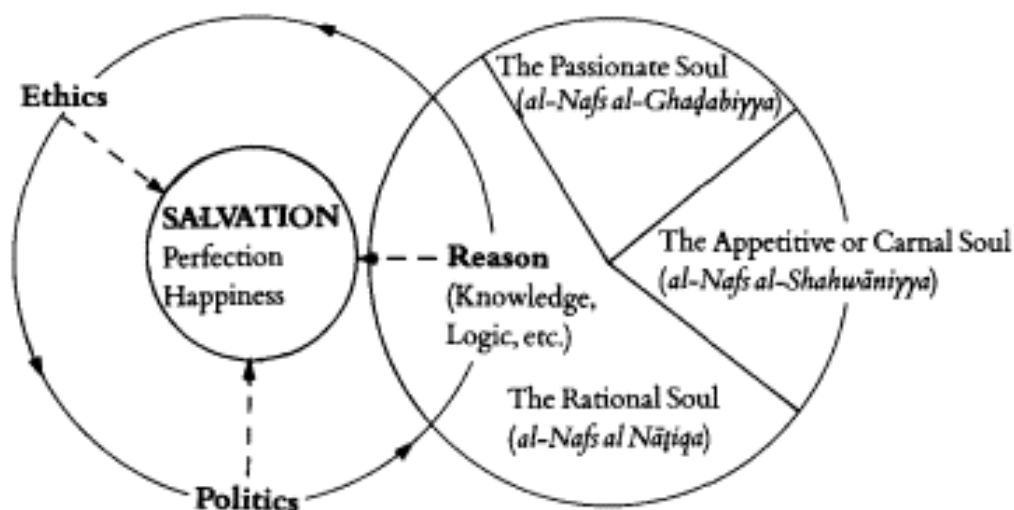 Ethics
SALVATION
Perfection
Happiness
Politics
Reason
(Knowledge,
Logic, etc.)
The Passionate Soul
(al-Nafs al-Ghaḍabiyya)
The Appetitive or Carnal Soul
(al-Nafs al-Shahwāniyya)
The Rational Soul
(al-Nafs al Nāṭiqa)